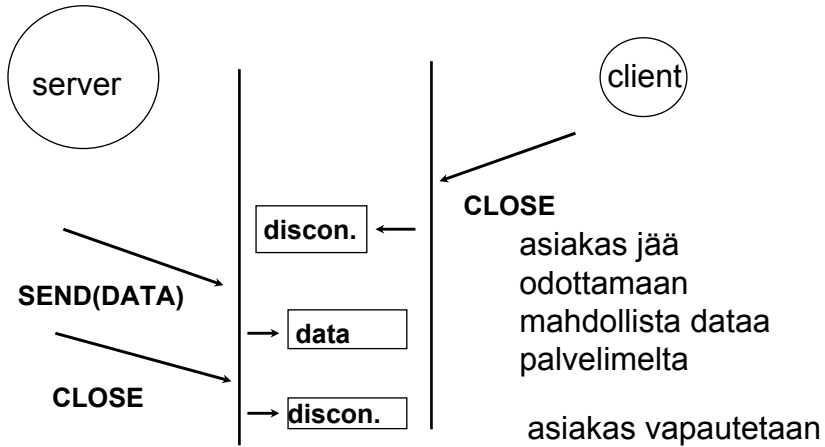 server
client
CLOSE
discon.
asiakas jää
odottamaan
mahdollista dataa
palvelimelta
SEND(DATA)
data
CLOSE
discon.
asiakas vapautetaan